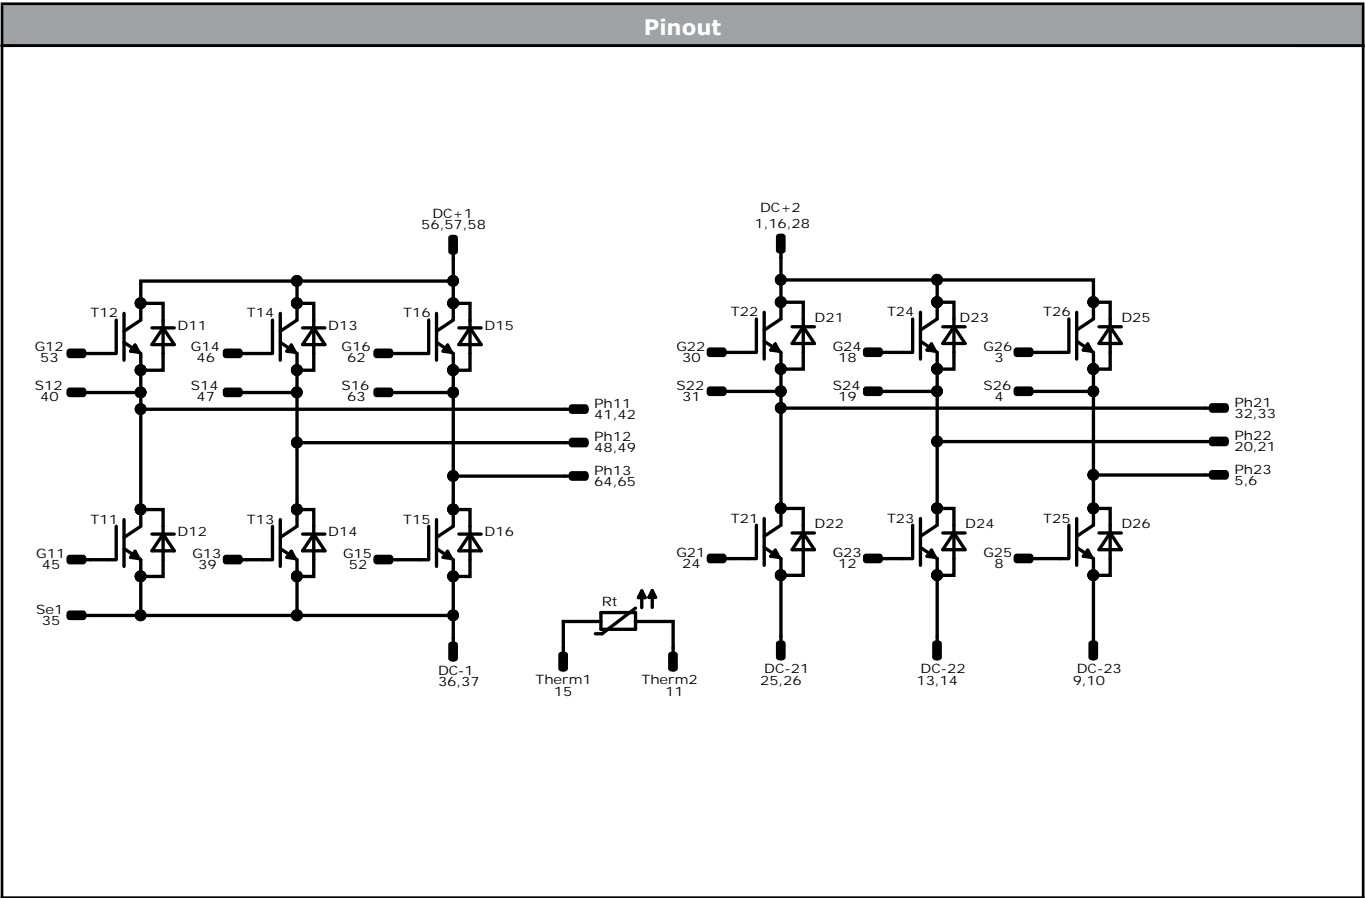 Pinout
DC+1
56,57,58
DC+2
1,16,28
T12
D11
T14
D13
T16
D15
G12
53
G14
46
G16
62
S12
40
S14
47
S16
63
Ph11
41,42
Ph12
48,49
Ph13
64,65
T11
D12
T13
D14
T15
D16
G11
45
G13
39
G15
52
Se1
35
DC-1
36,37
Rt
Therm1
15
Therm2
11
T22
D21
T24
D23
T26
D25
G22
30
G24
18
G26
3
S22
31
S24
19
S26
4
Ph21
32,33
Ph22
20,21
Ph23
5,6
T21
D22
T23
D24
T25
D26
G21
24
G23
12
G25
8
DC-21
25,26
DC-22
13,14
DC-23
9,10